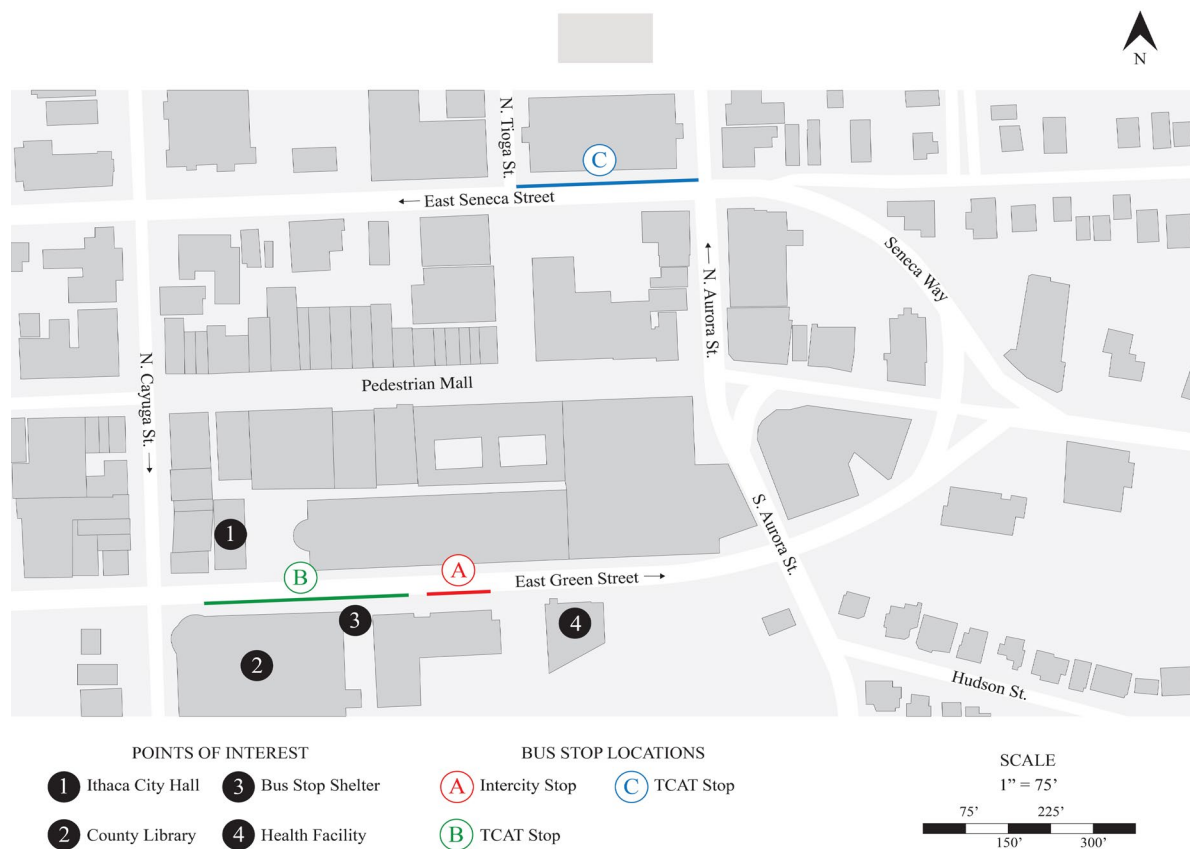 N
N. Tioga St.
C
← East Seneca Street
Seneca Way
← N. Aurora St.
Pedestrian Mall
N. Cayuga St. →
1
S. Aurora St.
B
A
East Green Street →
3
4
2
Hudson St.
POINTS OF INTEREST
1 Ithaca City Hall
3 Bus Stop Shelter
2 County Library
4 Health Facility
BUS STOP LOCATIONS
A Intercity Stop
C TCAT Stop
B TCAT Stop
SCALE
1” = 75’
75’ 225’
150’ 300’